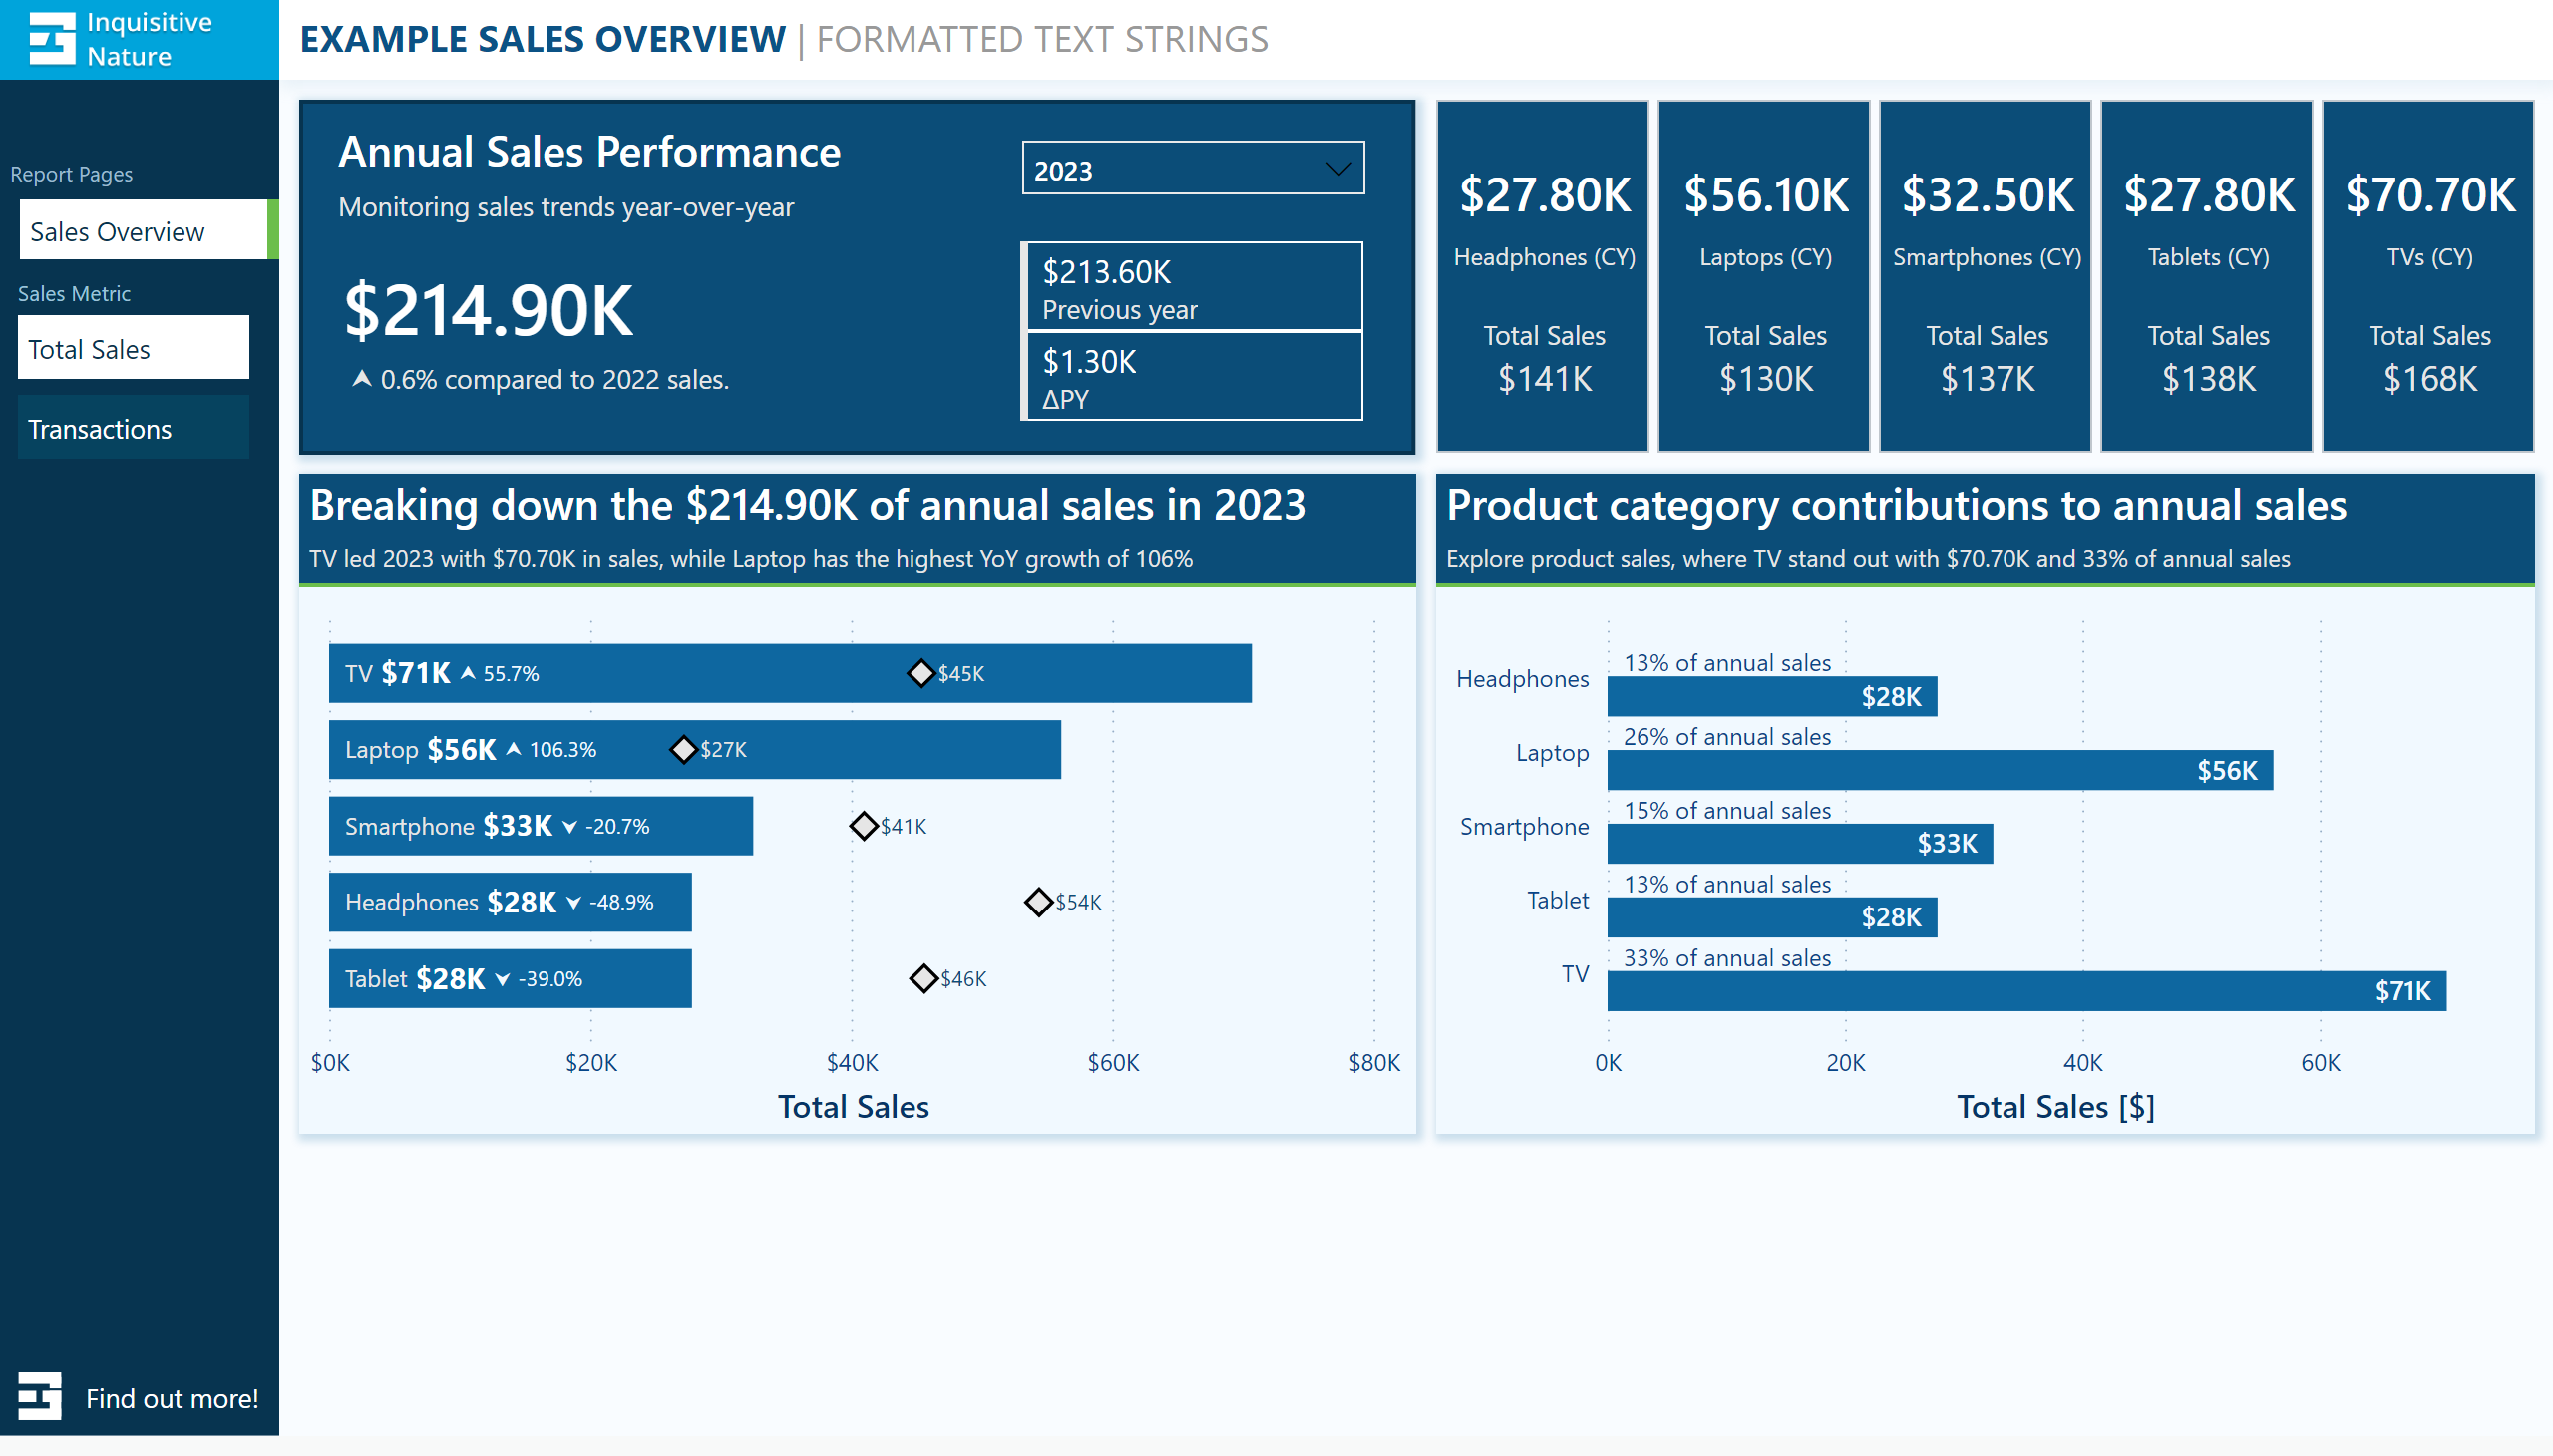 Inquisitive
Nature
EXAMPLE SALES OVERVIEW | FORMATTED TEXT STRINGS
Report Pages
Sales Overview
Sales Metric
Total Sales
Transactions
Find out more!
Annual Sales Performance
Monitoring sales trends year-over-year
2023
$214.90K
0.6% compared to 2022 sales.
$213.60K
Previous year
$1.30K
ΔPY
$27.80K
Headphones (CY)
Total Sales
$141K
$56.10K
Laptops (CY)
Total Sales
$130K
$32.50K
Smartphones (CY)
Total Sales
$137K
$27.80K
Tablets (CY)
Total Sales
$138K
$70.70K
TVs (CY)
Total Sales
$168K
Breaking down the $214.90K of annual sales in 2023
TV led 2023 with $70.70K in sales, while Laptop has the highest YoY growth of 106%
TV $71K 55.7% $45K
Laptop $56K 106.3% $27K
Smartphone $33K -20.7% $41K
Headphones $28K -48.9% $54K
Tablet $28K -39.0% $46K
$0K $20K $40K $60K $80K
Total Sales
Product category contributions to annual sales
Explore product sales, where TV stand out with $70.70K and 33% of annual sales
13% of annual sales
Headphones $28K
26% of annual sales
Laptop $56K
15% of annual sales
Smartphone $33K
13% of annual sales
Tablet $28K
33% of annual sales
TV $71K
0K 20K 40K 60K
Total Sales [$]